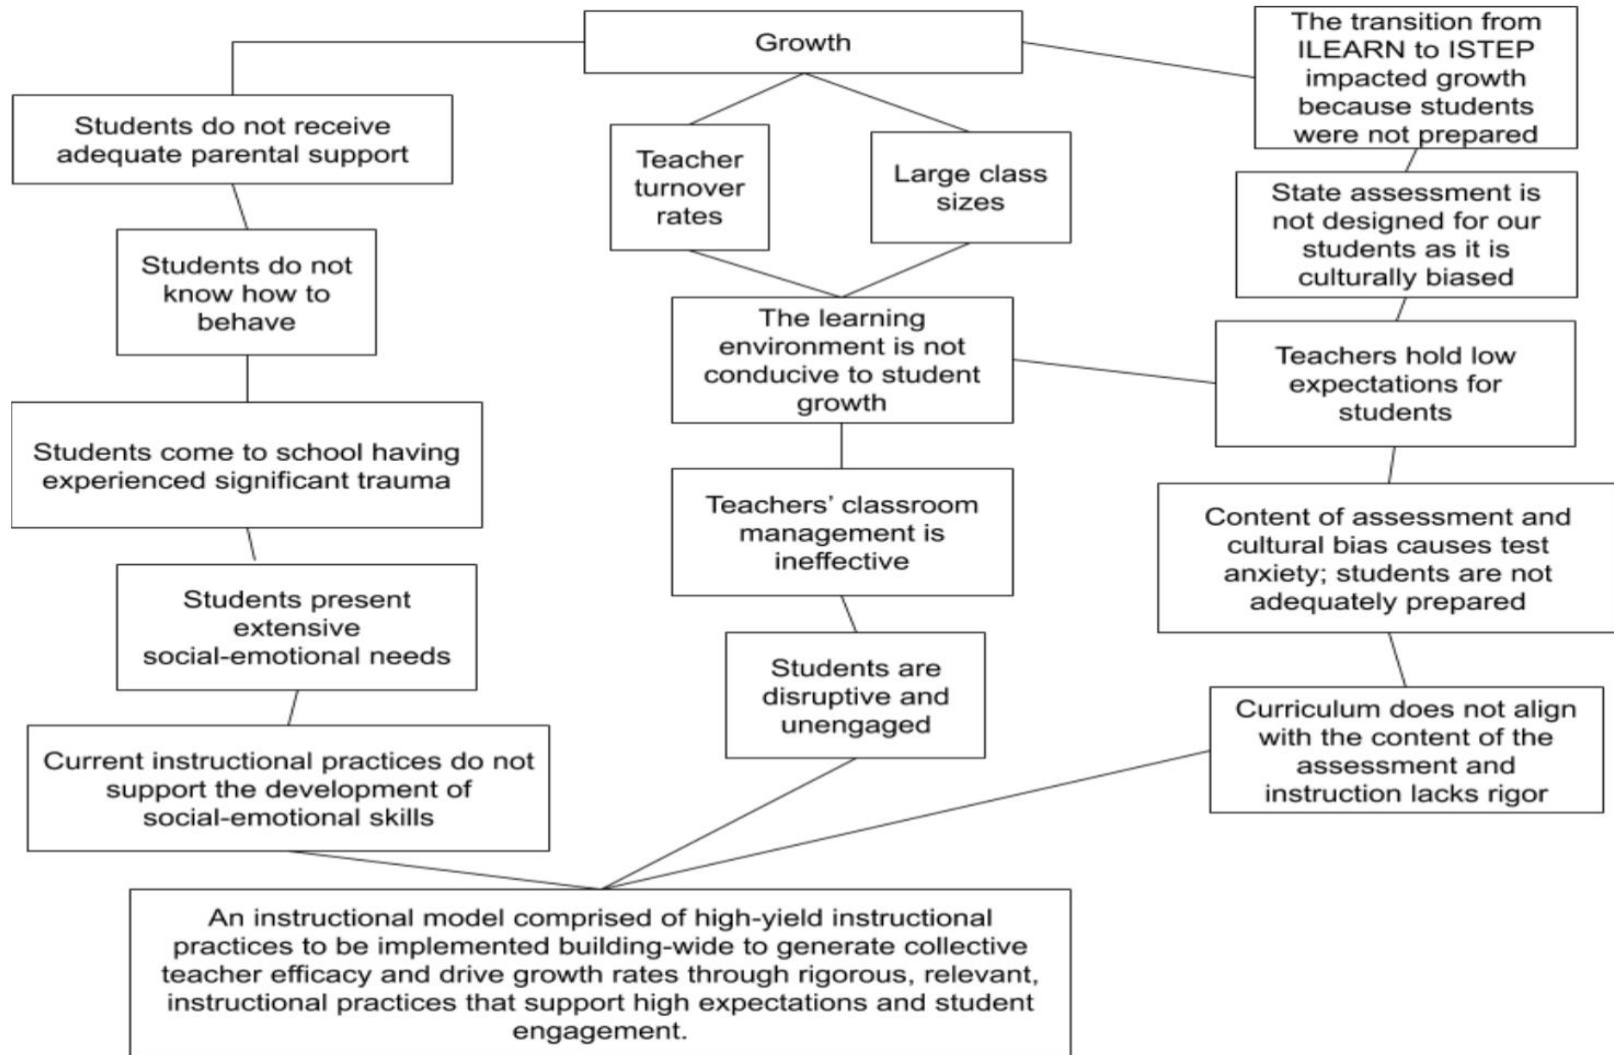 Growth
The transition from
ILEARN to ISTEP
impacted growth
because students
were not prepared
Students do not receive
adequate parental support
Teacher
turnover
rates
Large class
sizes
State assessment is
not designed for our
students as it is
culturally biased
Students do not
know how to
behave
The learning
environment is not
conducive to student
growth
Teachers hold low
expectations for
students
Students come to school having
experienced significant trauma
Teachers’ classroom
management is
ineffective
Content of assessment and
cultural bias causes test
anxiety; students are not
adequately prepared
Students present
extensive
social-emotional needs
Students are
disruptive and
unengaged
Curriculum does not align
with the content of the
assessment and
instruction lacks rigor
Current instructional practices do not
support the development of
social-emotional skills
An instructional model comprised of high-yield instructional
practices to be implemented building-wide to generate collective
teacher efficacy and drive growth rates through rigorous, relevant,
instructional practices that support high expectations and student
engagement.